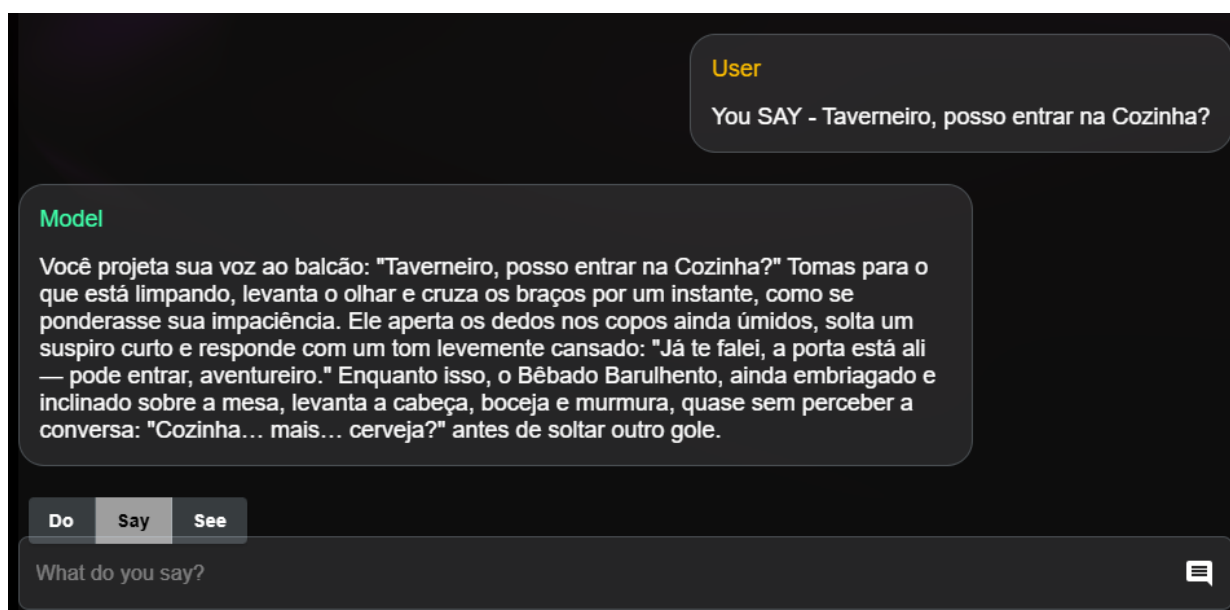 User
You SAY - Taverneiro, posso entrar na Cozinha?
Model
Você projeta sua voz ao balcão: "Taverneiro, posso entrar na Cozinha?" Tomas para o
que está limpando, levanta o olhar e cruza os braços por um instante, como se
ponderasse sua impaciência. Ele aperta os dedos nos copos ainda úmidos, solta um
suspiro curto e responde com um tom levemente cansado: "Já te falei, a porta está ali
— pode entrar, aventureiro." Enquanto isso, o Bêbado Barulhento, ainda embriagado e
inclinado sobre a mesa, levanta a cabeça, boceja e murmura, quase sem perceber a
conversa: "Cozinha… mais… cerveja?" antes de soltar outro gole.
Do Say See
What do you say?